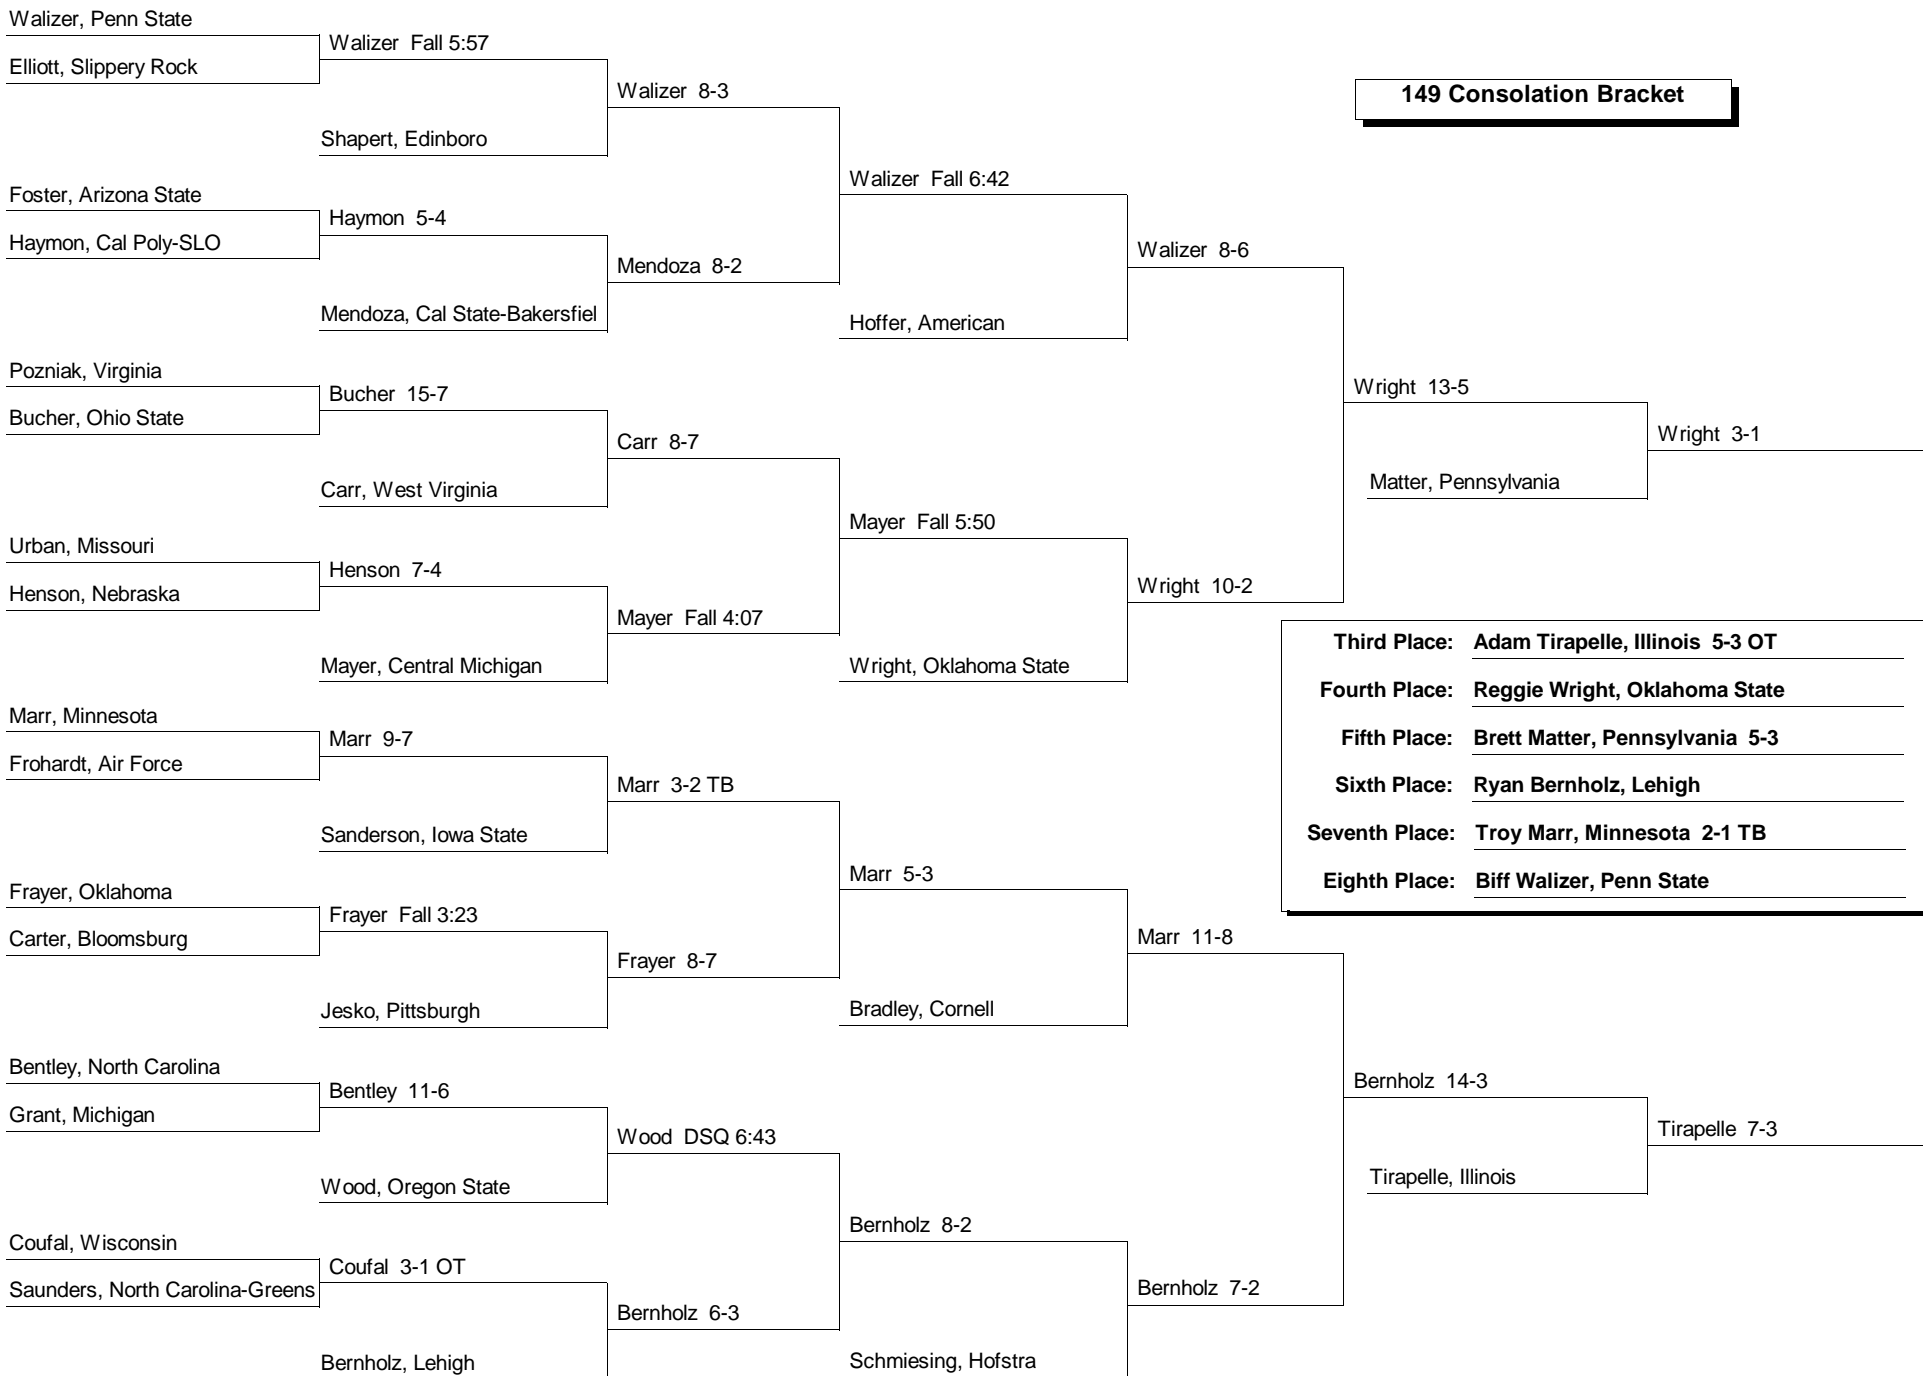 Walizer, Penn State
Elliott, Slippery Rock
Walizer Fall 5:57
Shapert, Edinboro
Walizer 8-3
149 Consolation Bracket
Foster, Arizona State
Haymon, Cal Poly-SLO
Haymon 5-4
Mendoza, Cal State-Bakersfiel
Mendoza 8-2
Walizer Fall 6:42
Hoffer, American
Walizer 8-6
Pozniak, Virginia
Bucher, Ohio State
Bucher 15-7
Carr, West Virginia
Carr 8-7
Urban, Missouri
Henson, Nebraska
Henson 7-4
Mayer, Central Michigan
Mayer Fall 4:07
Mayer Fall 5:50
Wright, Oklahoma State
Wright 10-2
Wright 13-5
Matter, Pennsylvania
Wright 3-1
Third Place: Adam Tirapelle, Illinois 5-3 OT
Fourth Place: Reggie Wright, Oklahoma State
Fifth Place: Brett Matter, Pennsylvania 5-3
Sixth Place: Ryan Bernholz, Lehigh
Seventh Place: Troy Marr, Minnesota 2-1 TB
Eighth Place: Biff Walizer, Penn State
Marr, Minnesota
Frohardt, Air Force
Marr 9-7
Sanderson, Iowa State
Marr 3-2 TB
Frayer, Oklahoma
Carter, Bloomsburg
Frayer Fall 3:23
Jesko, Pittsburgh
Frayer 8-7
Marr 5-3
Bradley, Cornell
Marr 11-8
Bentley, North Carolina
Grant, Michigan
Bentley 11-6
Wood, Oregon State
Wood DSQ 6:43
Coufal, Wisconsin
Saunders, North Carolina-Greens
Coufal 3-1 OT
Bernholz, Lehigh
Bernholz 6-3
Bernholz 8-2
Schmiesing, Hofstra
Bernholz 7-2
Bernholz 14-3
Tirapelle, Illinois
Tirapelle 7-3